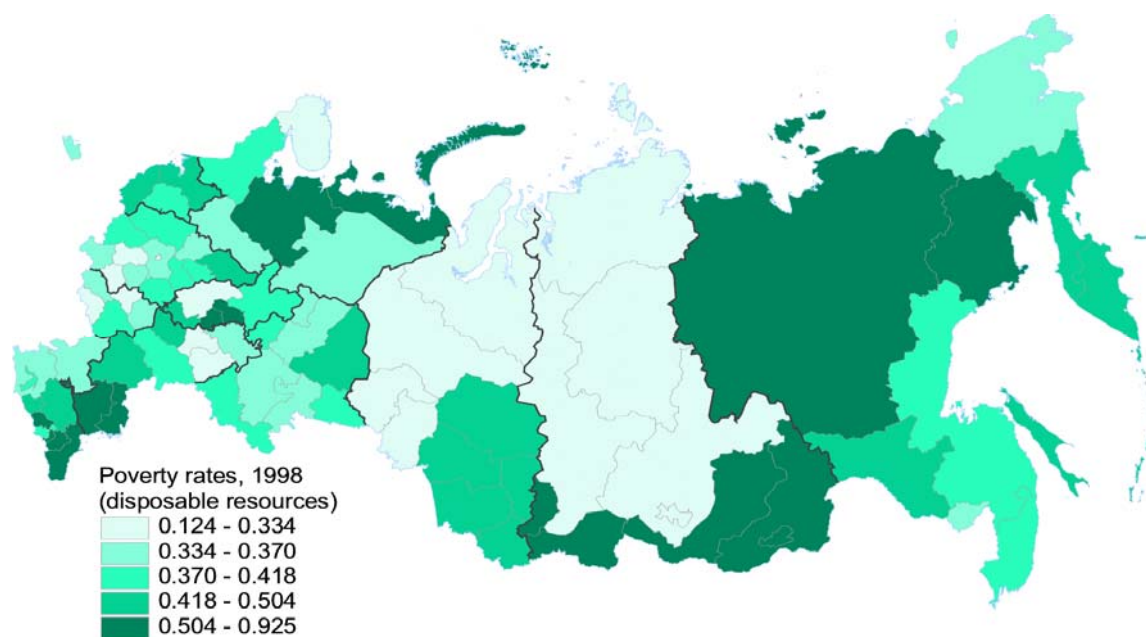 Poverty rates, 1998
(disposable resources)
0.124 - 0.334
0.334 - 0.370
0.370 - 0.418
0.418 - 0.504
0.504 - 0.925